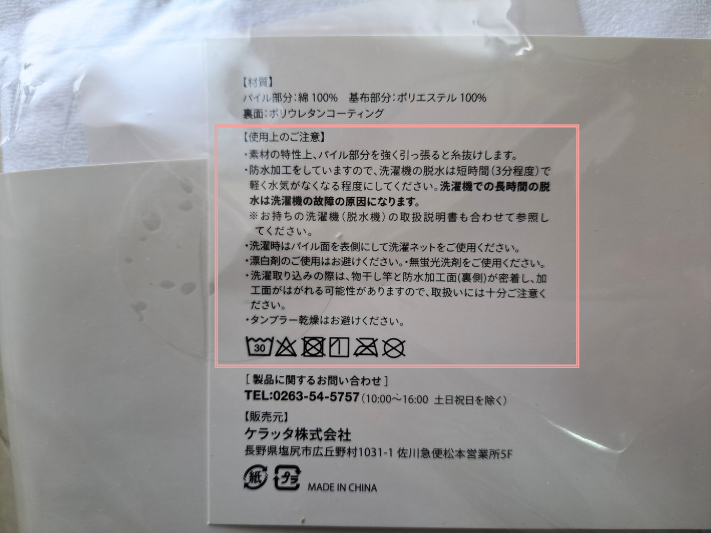 【材質】
パイル部分：綿 100%　基布部分：ポリエステル 100%
裏面：ポリウレタンコーティング
【使用上のご注意】
・素材の特性上、パイル部分を強く引っ張ると糸抜けします。
・防水加工をしていますので、洗濯機の脱水は短時間（3分程度）で
軽く水気がなくなる程度にしてください。洗濯機での長時間の脱
水は洗濯機の故障の原因になります。
※お持ちの洗濯機（脱水機）の取扱説明書も合わせて参照し
てください。
・洗濯時はパイル面を表側にして洗濯ネットをご使用ください。
・漂白剤のご使用はお避けください。・無蛍光洗剤をご使用ください。
・洗濯取り込みの際は、物干し竿と防水加工面(裏側)が密着し、加
工面がはがれる可能性がありますので、取扱いには十分ご注意く
ださい。
・タンブラー乾燥はお避けください。
30
［ 製品に関するお問い合わせ ］
TEL:0263-54-5757（10:00～16:00 土日祝日を除く）
【販売元】
ケラッタ株式会社
長野県塩尻市広丘野村1031-1 佐川急便松本営業所5F
紙 プラ MADE IN CHINA